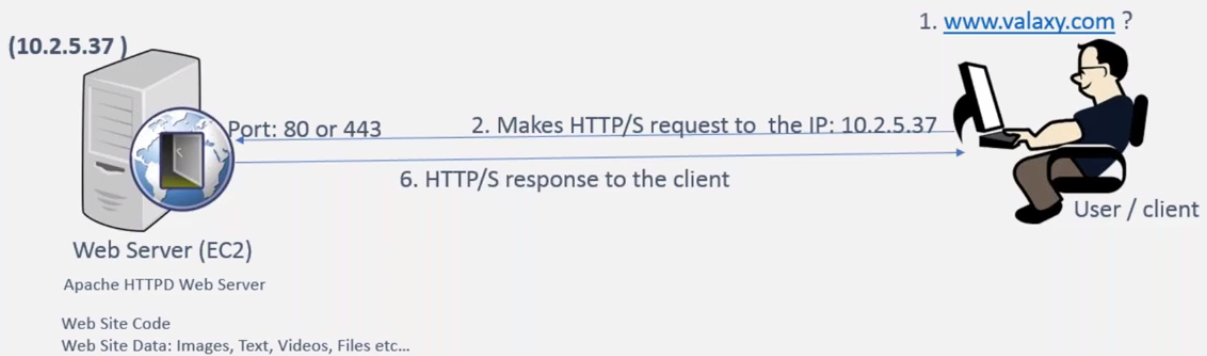 1. www.valaxy.com ?
(10.2.5.37 )
Port: 80 or 443
2. Makes HTTP/S request to the IP: 10.2.5.37
6. HTTP/S response to the client
User / client
Web Server (EC2)
Apache HTTPD Web Server
Web Site Code
Web Site Data: Images, Text, Videos, Files etc...